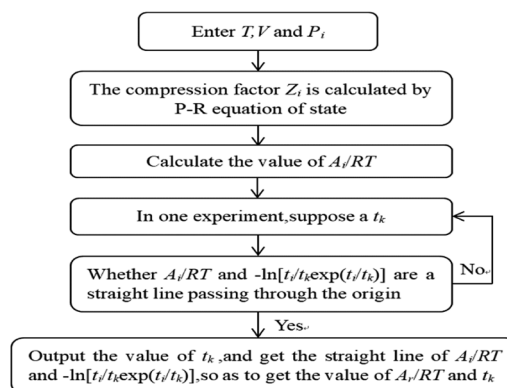 Enter T,V and Pi
The compression factor Zi is calculated by
P-R equation of state
Calculate the value of Ai/RT
In one experiment,suppose a tk
Whether Ai/RT and -ln[ti/tkexp(ti/tk)] are a
straight line passing through the origin
No
Yes
Output the value of tk,and get the straight line of Ai/RT
and -ln[ti/tkexp(ti/tk)],so as to get the value of Ar/RT and tk